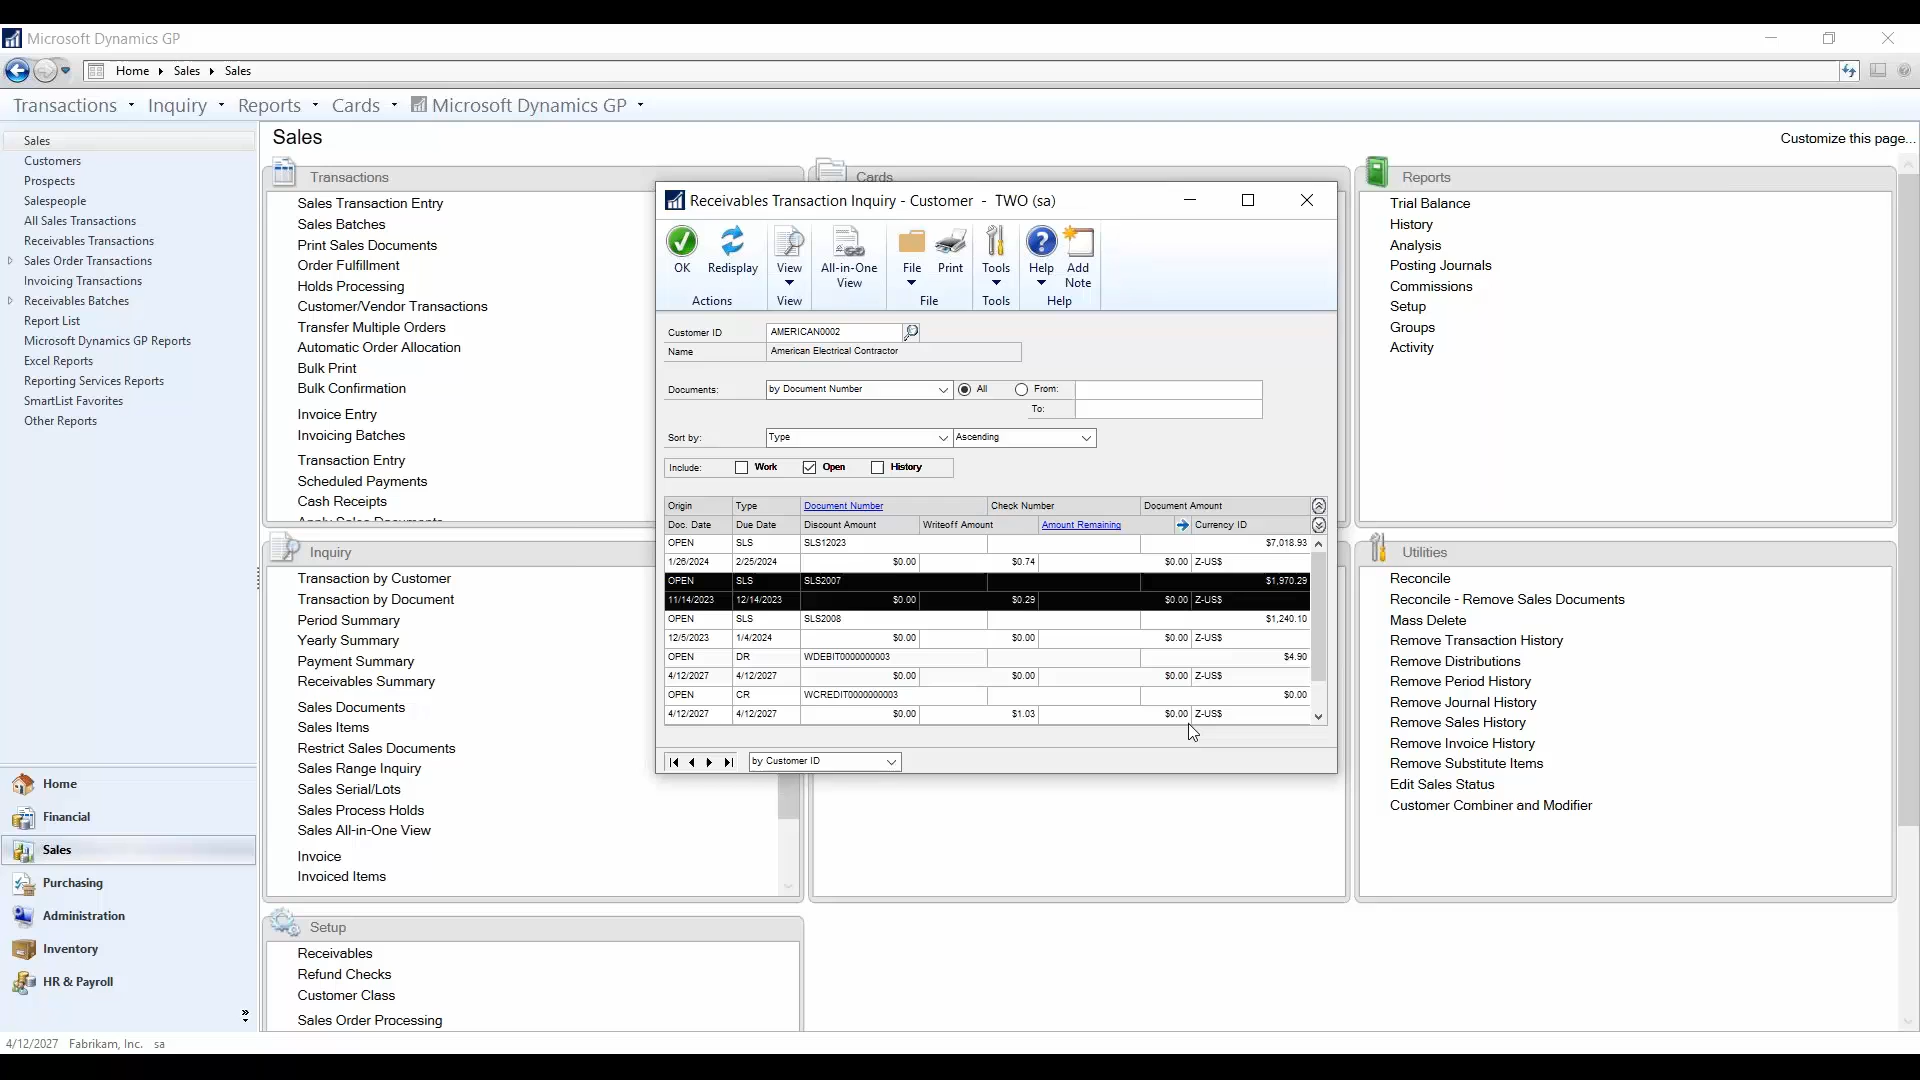 Microsoft Dynamics GP
Home Sales Sales
Transactions Inquiry Reports Cards Microsoft Dynamics GP
Sales
Customers
Prospects
Salespeople
All Sales Transactions
Receivables Transactions
Sales Order Transactions
Invoicing Transactions
Receivables Batches
Report List
Microsoft Dynamics GP Reports
Excel Reports
Reporting Services Reports
SmartList Favorites
Other Reports
Home
Financial
Sales
Purchasing
Administration
Inventory
HR & Payroll
Sales
Customize this page...
Transactions
Sales Transaction Entry
Sales Batches
Print Sales Documents
Order Fulfillment
Holds Processing
Customer/Vendor Transactions
Transfer Multiple Orders
Automatic Order Allocation
Bulk Print
Bulk Confirmation
Invoice Entry
Invoicing Batches
Transaction Entry
Scheduled Payments
Cash Receipts
Apply Sales Documents
Inquiry
Transaction by Customer
Transaction by Document
Period Summary
Yearly Summary
Payment Summary
Receivables Summary
Sales Documents
Sales Items
Restrict Sales Documents
Sales Range Inquiry
Sales Serial/Lots
Sales Process Holds
Sales All-in-One View
Invoice
Invoiced Items
Setup
Receivables
Refund Checks
Customer Class
Sales Order Processing
Cards
Receivables Transaction Inquiry - Customer - TWO (sa)
OK Redisplay View All-in-One View File Print Tools Help Add Note
Actions View File Tools Help
Customer ID AMERICAN0002
Name American Electrical Contractor
Documents: by Document Number All From:
To:
Sort by: Type Ascending
Include: Work Open History
Origin Type Document Number Check Number Document Amount
Doc. Date Due Date Discount Amount Writeoff Amount Amount Remaining Currency ID
OPEN SLS SLS12023 $7,018.93
1/26/2024 2/25/2024 $0.00 $0.74 $0.00 Z-US$
OPEN SLS SLS2007 $1,970.29
11/14/2023 12/14/2023 $0.00 $0.29 $0.00 Z-US$
OPEN SLS SLS2008 $1,240.10
12/5/2023 1/4/2024 $0.00 $0.00 $0.00 Z-US$
OPEN DR WDEBIT0000000003 $4.90
4/12/2027 4/12/2027 $0.00 $0.00 $0.00 Z-US$
OPEN CR WCREDIT0000000003 $0.00
4/12/2027 4/12/2027 $0.00 $1.03 $0.00 Z-US$
by Customer ID
Reports
Trial Balance
History
Analysis
Posting Journals
Commissions
Setup
Groups
Activity
Utilities
Reconcile
Reconcile - Remove Sales Documents
Mass Delete
Remove Transaction History
Remove Distributions
Remove Period History
Remove Journal History
Remove Sales History
Remove Invoice History
Remove Substitute Items
Edit Sales Status
Customer Combiner and Modifier
4/12/2027 Fabrikam, Inc. sa